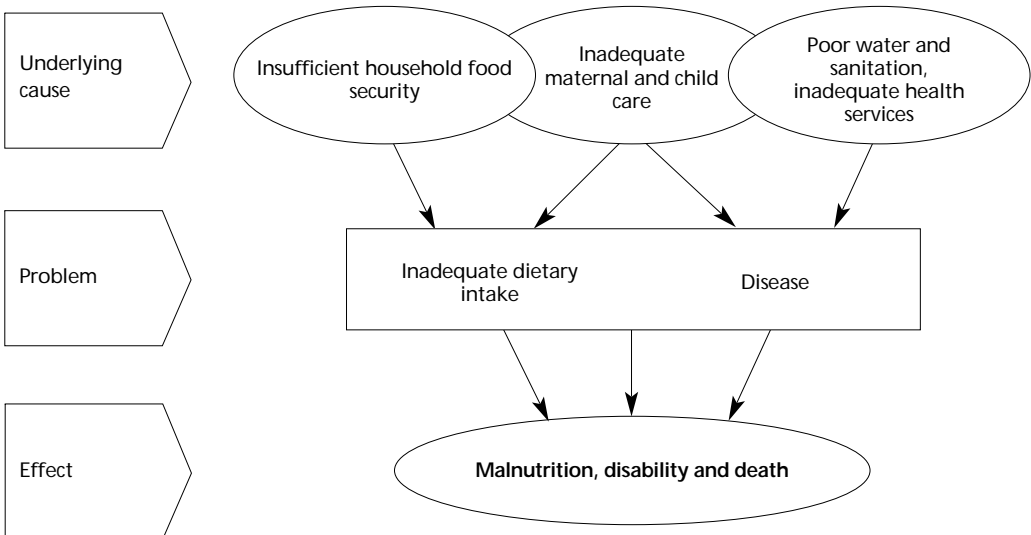 Underlying
cause
Insufficient household food
security
Inadequate
maternal and child
care
Poor water and
sanitation,
inadequate health
services
Problem
Inadequate dietary
intake
Disease
Effect
Malnutrition, disability and death